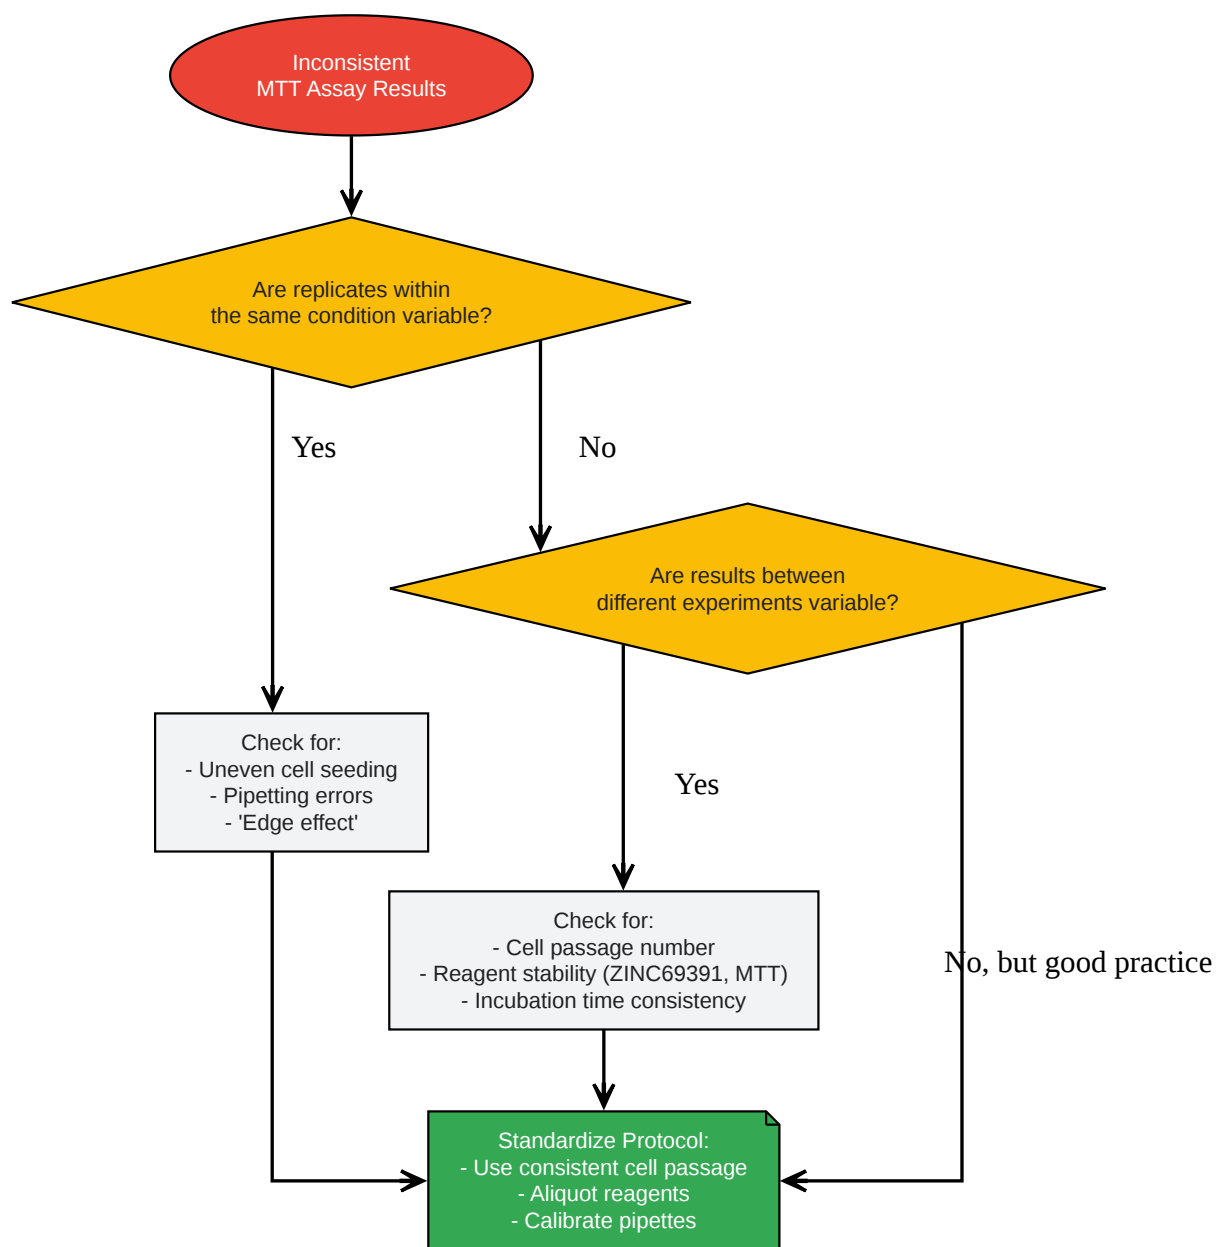 Inconsistent
MTT Assay Results
Are replicates within
the same condition variable?
Yes
No
Are results between
different experiments variable?
Check for:
- Uneven cell seeding
- Pipetting errors
- 'Edge effect'
Yes
Check for:
- Cell passage number
- Reagent stability (ZINC69391, MTT)
- Incubation time consistency
No, but good practice
Standardize Protocol:
- Use consistent cell passage
- Aliquot reagents
- Calibrate pipettes